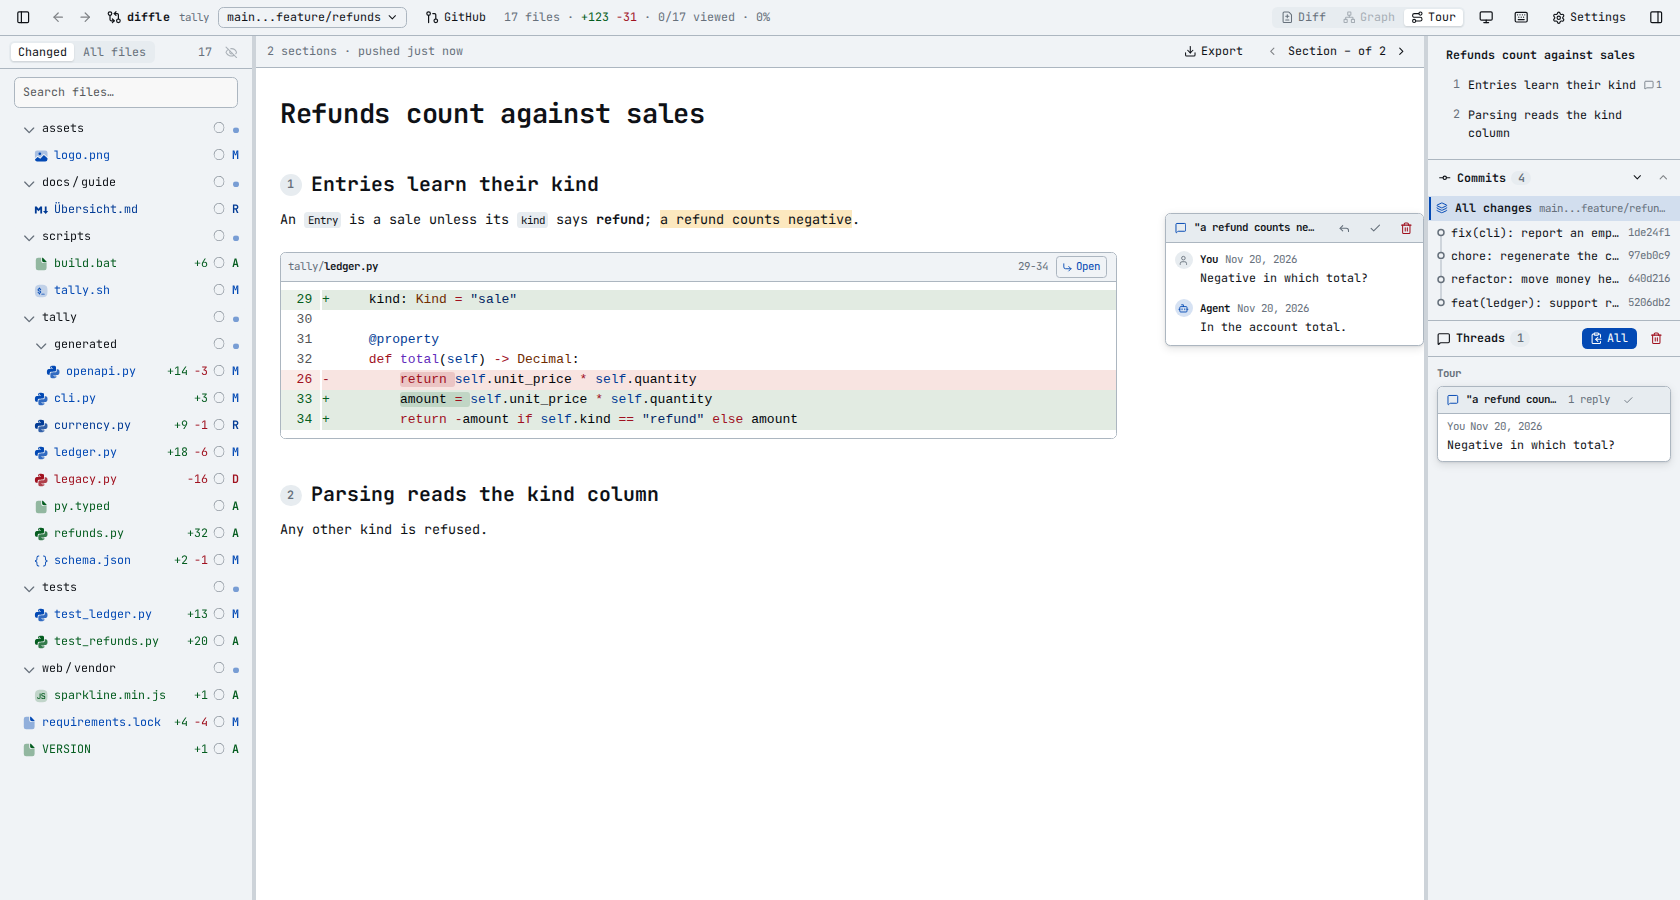 diffle tally main...feature/refunds GitHub 17 files · +123 -31 · 0/17 viewed · 0% Diff Graph Tour Settings
Changed All files 17
Search files…
assets
logo.png M
docs/guide
Übersicht.md R
scripts
build.bat +6 A
tally.sh M
tally
generated
openapi.py +14 -3 M
cli.py +3 M
currency.py +9 -1 R
ledger.py +18 -6 M
legacy.py -16 D
py.typed A
refunds.py +32 A
schema.json +2 -1 M
tests
test_ledger.py +13 M
test_refunds.py +20 A
web/vendor
sparkline.min.js +1 A
requirements.lock +4 -4 M
VERSION +1 A
2 sections · pushed just now Export Section – of 2
Refunds count against sales
1 Entries learn their kind
An Entry is a sale unless its kind says refund; a refund counts negative.
tally/ledger.py 29-34 Open
29 + kind: Kind = "sale"
30
31 @property
32 def total(self) -> Decimal:
26 - return self.unit_price * self.quantity
33 + amount = self.unit_price * self.quantity
34 + return -amount if self.kind == "refund" else amount
2 Parsing reads the kind column
Any other kind is refused.
"a refund counts ne…
You Nov 20, 2026
Negative in which total?
Agent Nov 20, 2026
In the account total.
Refunds count against sales
1 Entries learn their kind 1
2 Parsing reads the kind
column
Commits 4
All changes main...feature/refun…
fix(cli): report an emp… 1de24f1
chore: regenerate the c… 97eb0c9
refactor: move money he… 640d216
feat(ledger): support r… 5206db2
Threads 1 All
Tour
"a refund coun… 1 reply
You Nov 20, 2026
Negative in which total?